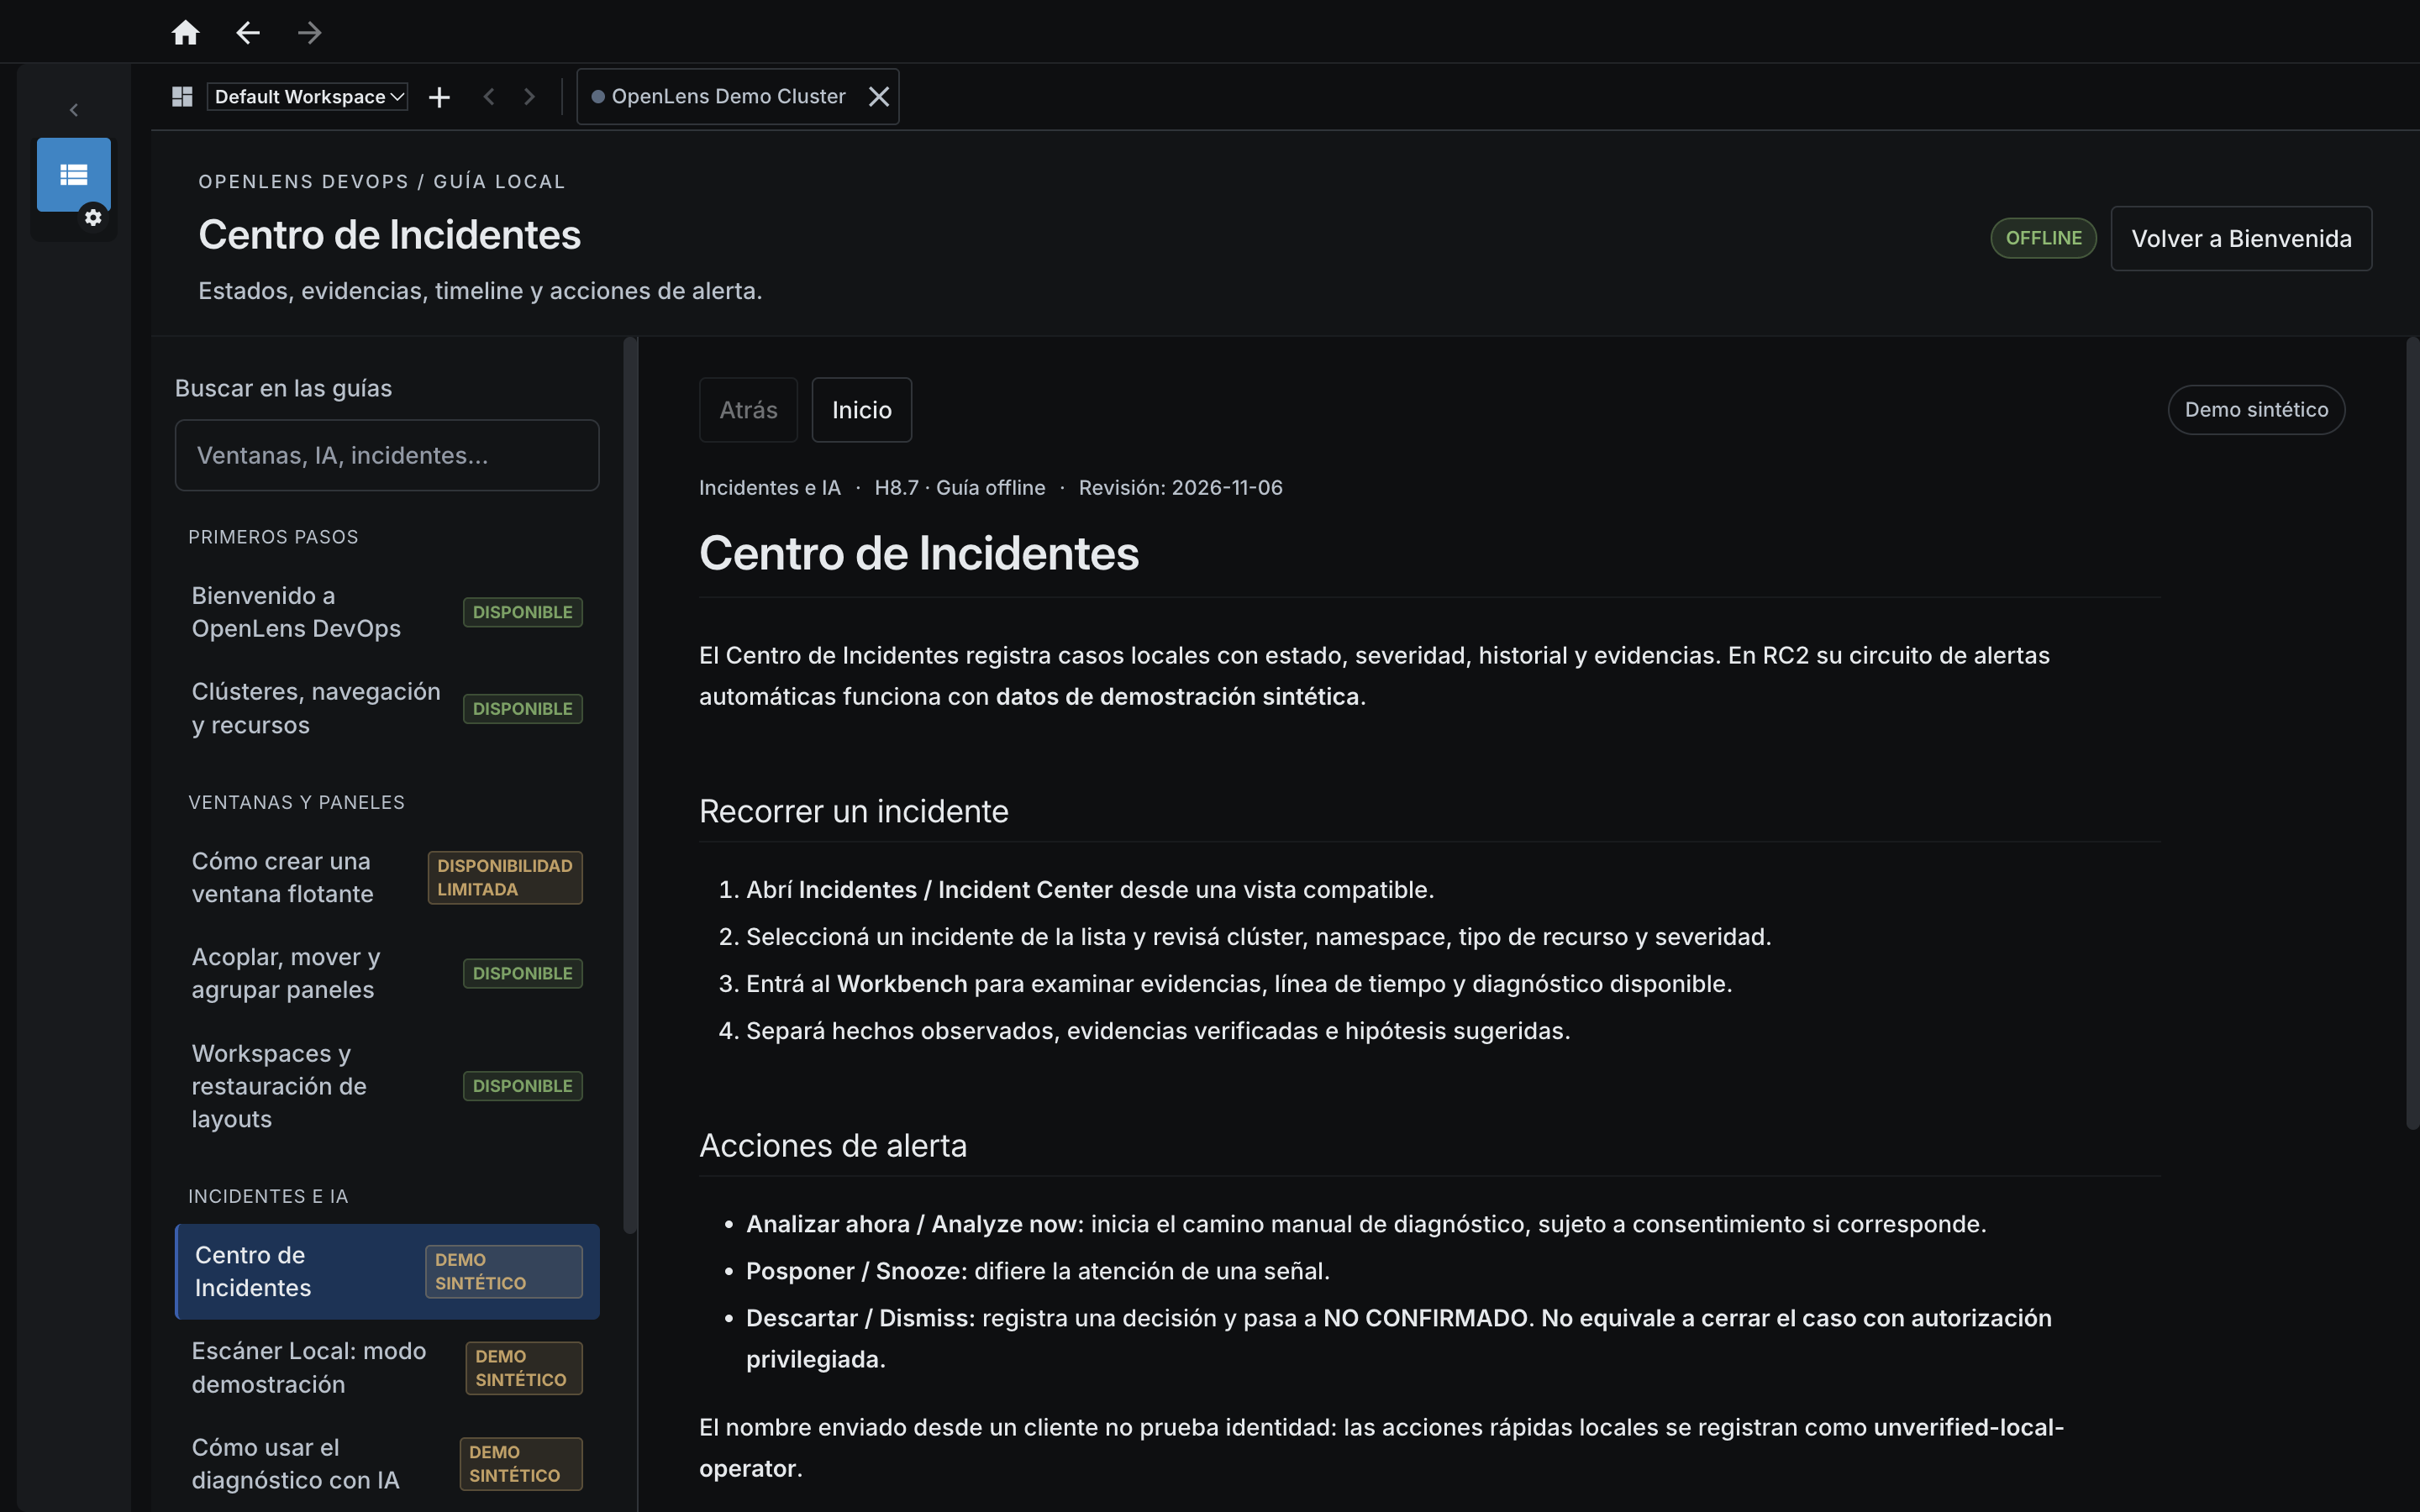 Default Workspace
OpenLens Demo Cluster
OPENLENS DEVOPS / GUÍA LOCAL
Centro de Incidentes
Estados, evidencias, timeline y acciones de alerta.
OFFLINE
Volver a Bienvenida
Buscar en las guías
Ventanas, IA, incidentes...
PRIMEROS PASOS
Bienvenido a
OpenLens DevOps
DISPONIBLE
Clústeres, navegación
y recursos
DISPONIBLE
VENTANAS Y PANELES
Cómo crear una
ventana flotante
DISPONIBILIDAD
LIMITADA
Acoplar, mover y
agrupar paneles
DISPONIBLE
Workspaces y
restauración de
layouts
DISPONIBLE
INCIDENTES E IA
Centro de
Incidentes
DEMO
SINTÉTICO
Escáner Local: modo
demostración
DEMO
SINTÉTICO
Cómo usar el
diagnóstico con IA
DEMO
SINTÉTICO
Atrás
Inicio
Demo sintético
Incidentes e IA · H8.7 · Guía offline · Revisión: 2026-11-06
Centro de Incidentes
El Centro de Incidentes registra casos locales con estado, severidad, historial y evidencias. En RC2 su circuito de alertas
automáticas funciona con datos de demostración sintética.
Recorrer un incidente
1. Abrí Incidentes / Incident Center desde una vista compatible.
2. Seleccioná un incidente de la lista y revisá clúster, namespace, tipo de recurso y severidad.
3. Entrá al Workbench para examinar evidencias, línea de tiempo y diagnóstico disponible.
4. Separá hechos observados, evidencias verificadas e hipótesis sugeridas.
Acciones de alerta
• Analizar ahora / Analyze now: inicia el camino manual de diagnóstico, sujeto a consentimiento si corresponde.
• Posponer / Snooze: difiere la atención de una señal.
• Descartar / Dismiss: registra una decisión y pasa a NO CONFIRMADO. No equivale a cerrar el caso con autorización
privilegiada.
El nombre enviado desde un cliente no prueba identidad: las acciones rápidas locales se registran como unverified-local-
operator.